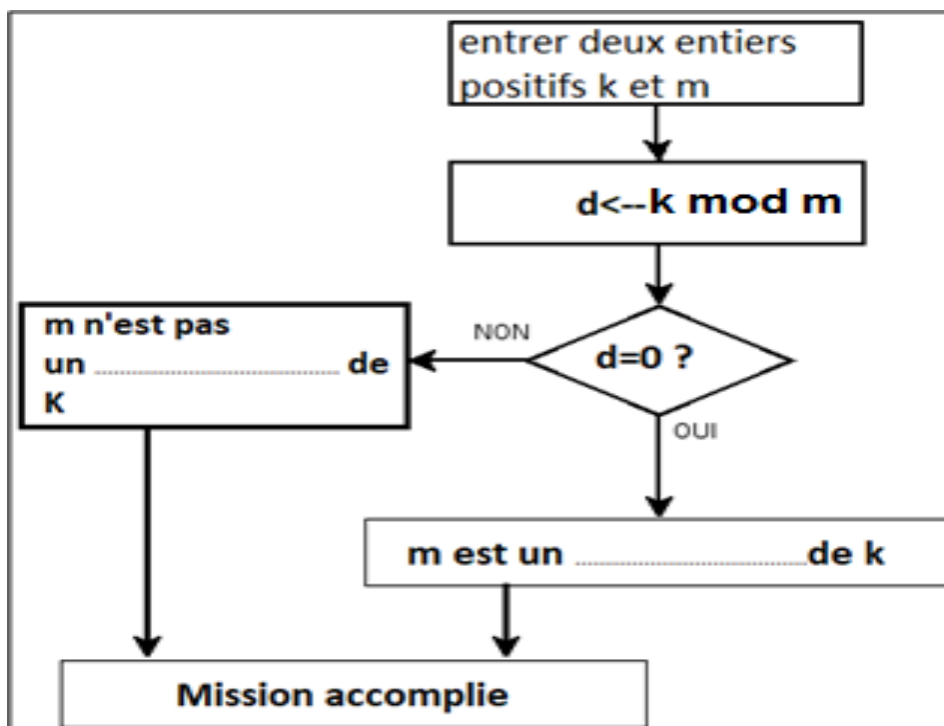 entrer deux entiers
positifs k et m
d<--k mod m
d=0 ?
NON
m n'est pas
un ........................................ de
K
OUI
m est un ........................................de k
Mission accomplie